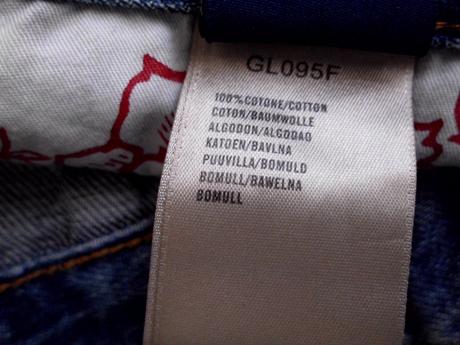 GL095F
100% COTONE/COTTON
COTON/BAUMWOLLE
ALGODON/ALGODAO
KATOEN/BAVLNA
PUUVILLA/BOMULD
BOMULL/BAWELNA
BOMULL